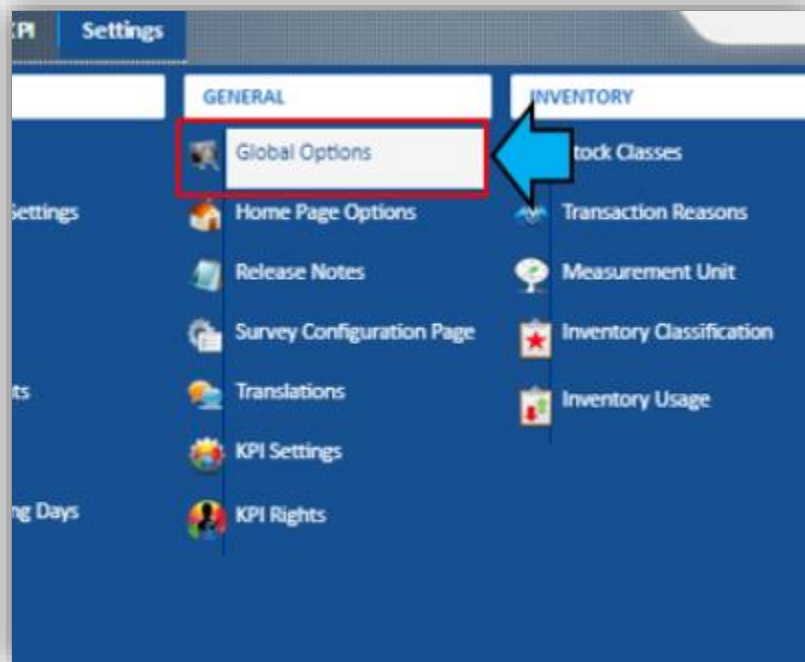 PI Settings
GENERAL
Global Options
Home Page Options
Release Notes
Survey Configuration Page
Translations
KPI Settings
KPI Rights
INVENTORY
tock Classes
Transaction Reasons
Measurement Unit
Inventory Classification
Inventory Usage
Settings
ts
ng Days